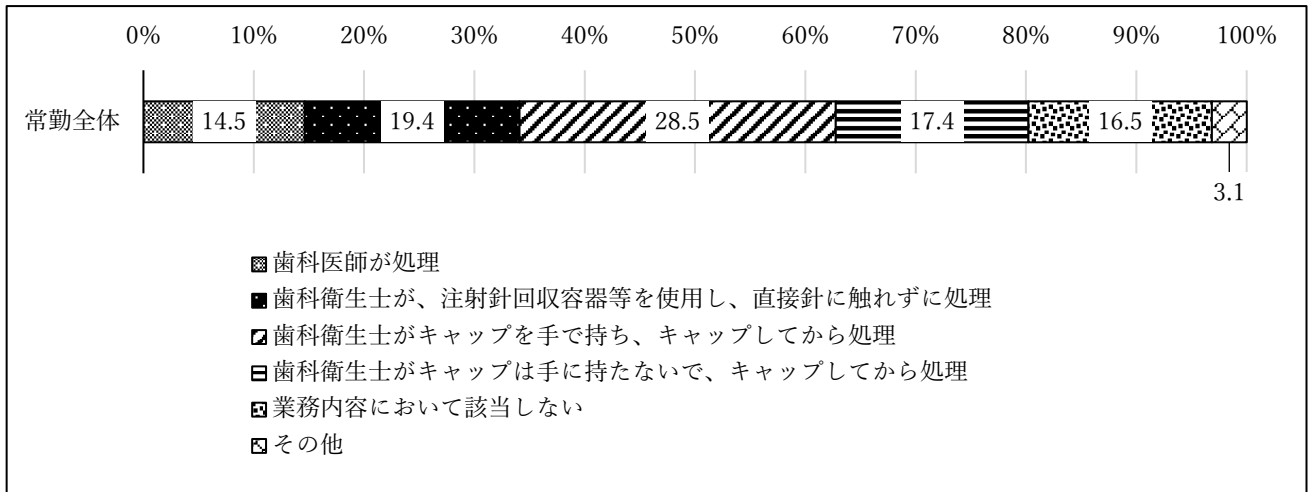 0% 10% 20% 30% 40% 50% 60% 70% 80% 90% 100%
常勤全体 14.5 19.4 28.5 17.4 16.5
3.1
歯科医師が処理
歯科衛生士が、注射針回収容器等を使用し、直接針に触れずに処理
歯科衛生士がキャップを手で持ち、キャップしてから処理
歯科衛生士がキャップは手に持たないで、キャップしてから処理
業務内容において該当しない
その他